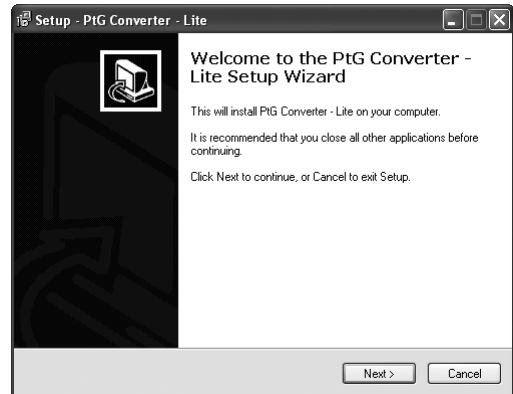 Setup - PtG Converter - Lite
Welcome to the PtG Converter -
Lite Setup Wizard
This will install PtG Converter - Lite on your computer.
It is recommended that you close all other applications before
continuing.
Click Next to continue, or Cancel to exit Setup.
Next >
Cancel